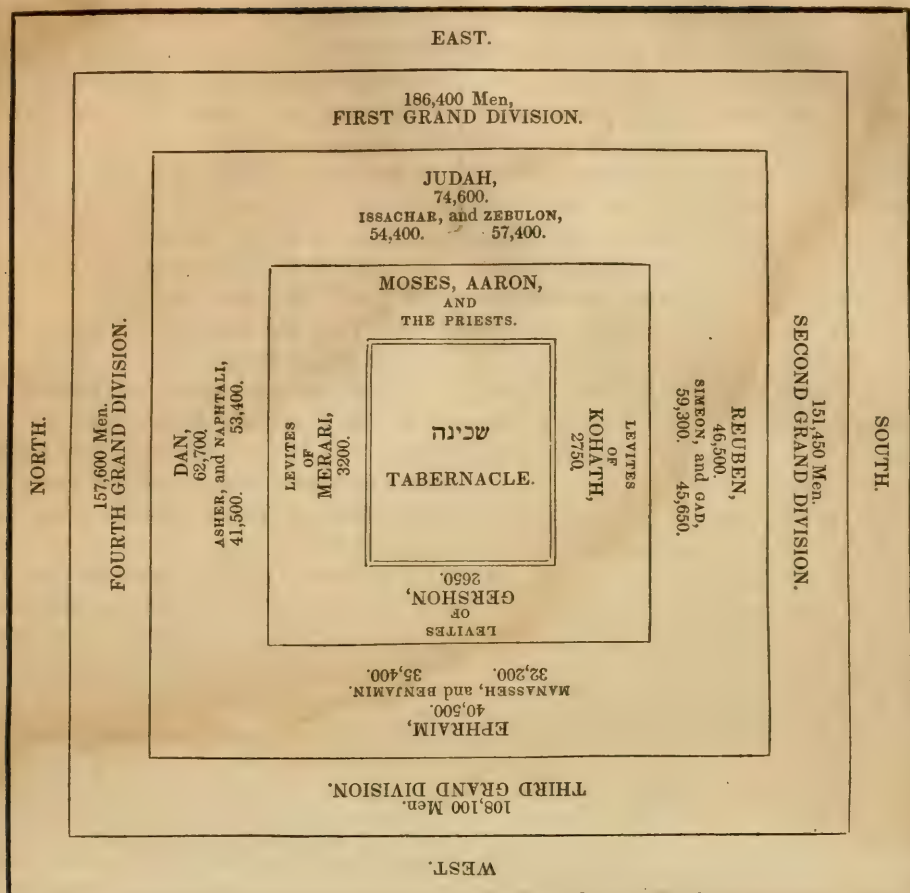 EAST.
186,400 Men,
FIRST GRAND DIVISION.
JUDAH,
74,600.
ISSACHAR, and ZEBULON,
54,400. 57,400.
MOSES, AARON,
AND
THE PRIESTS.
שכינה
TABERNACLE.
NORTH.
157,600 Men.
FOURTH GRAND DIVISION.
DAN,
62,700,
ASHER, and NAPHTALI,
41,500. 53,400.
LEVITES
OF
MERARI,
3200.
LEVITES
OF
KOHATH,
2750,
REUBEN,
46,500.
SIMEON, and GAD,
59,300. 45,650.
151,450 Men.
SECOND GRAND DIVISION.
SOUTH.
LEVITES
OF
GERSHON,
2650.
EPHRAIM,
40,500.
MANASSEH, and BENJAMIN.
32,200. 35,400.
108,100 Men.
THIRD GRAND DIVISION.
WEST.